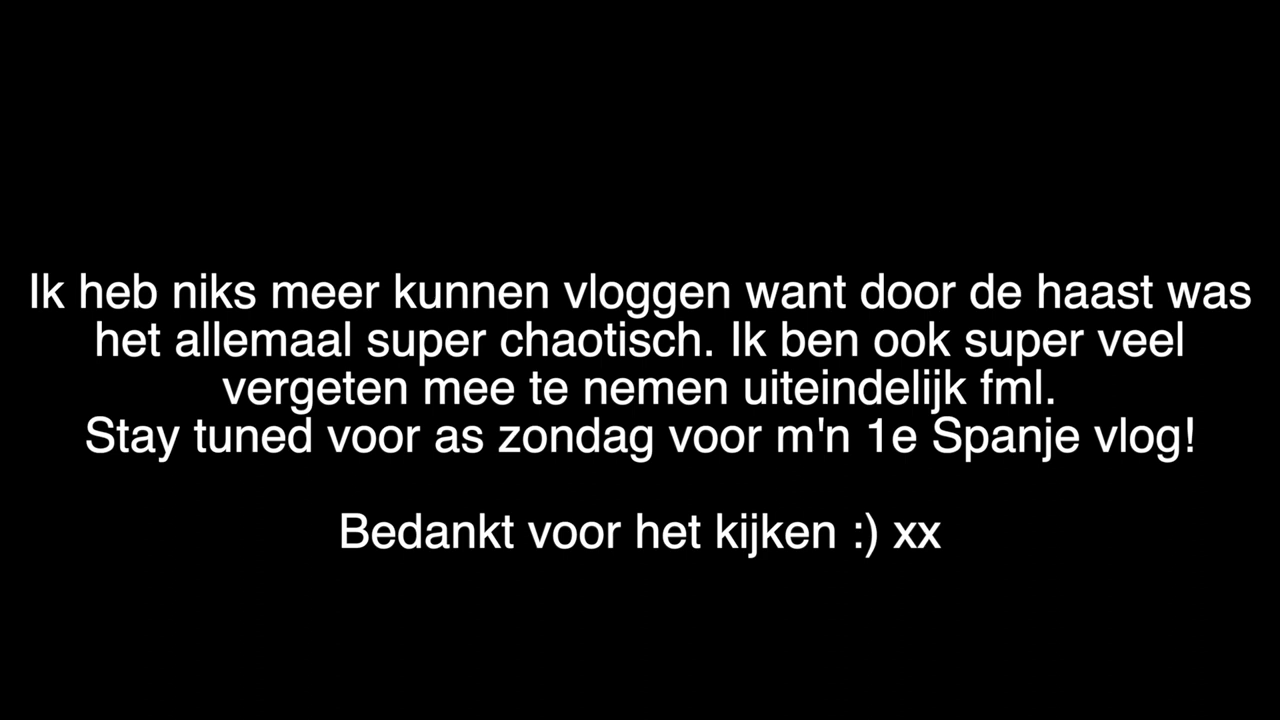 Ik heb niks meer kunnen vloggen want door de haast was
het allemaal super chaotisch. Ik ben ook super veel
vergeten mee te nemen uiteindelijk fml.
Stay tuned voor as zondag voor m'n 1e Spanje vlog!
Bedankt voor het kijken :) xx